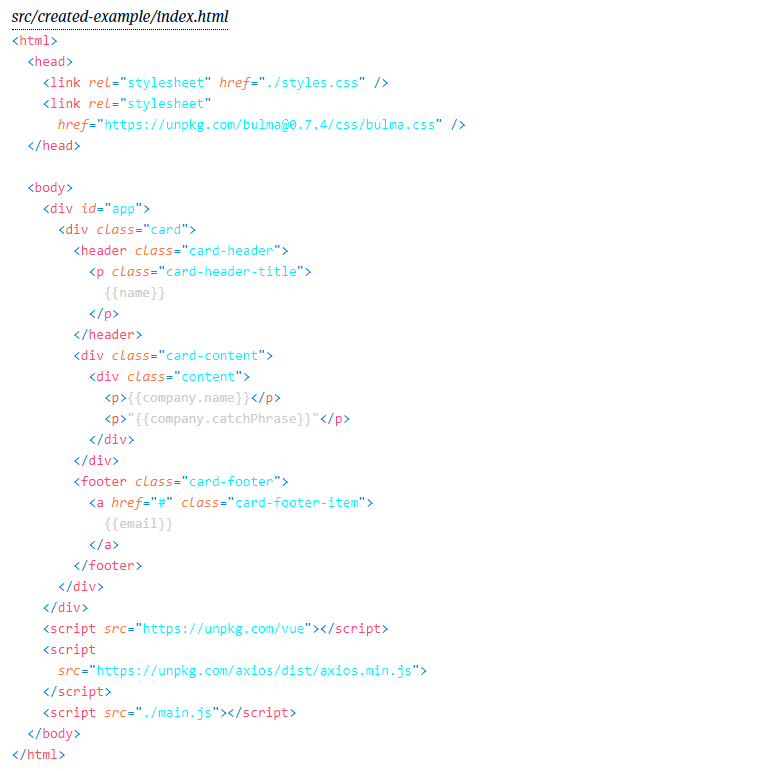 src/created-example/index.html
<html>
  <head>
    <link rel="stylesheet" href="./styles.css" />
    <link rel="stylesheet"
      href="https://unpkg.com/bulma@0.7.4/css/bulma.css" />
  </head>

  <body>
    <div id="app">
      <div class="card">
        <header class="card-header">
          <p class="card-header-title">
            {{name}}
          </p>
        </header>
        <div class="card-content">
          <div class="content">
            <p>{{company.name}}</p>
            <p>"{{company.catchPhrase}}"</p>
          </div>
        </div>
        <footer class="card-footer">
          <a href="#" class="card-footer-item">
            {{email}}
          </a>
        </footer>
      </div>
    </div>
    <script src="https://unpkg.com/vue"></script>
    <script
      src="https://unpkg.com/axios/dist/axios.min.js">
    </script>
    <script src="./main.js"></script>
  </body>
</html>